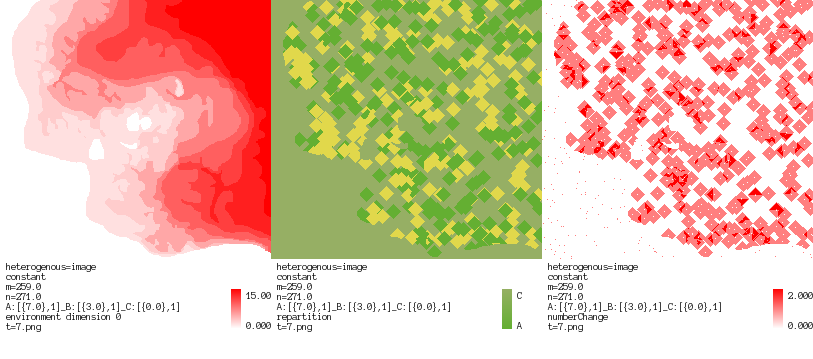 heterogenous=image
constant
m=259.0
n=271.0
A:[{7.0},1]_B:[{3.0},1]_C:[{0.0},1]
environment dimension 0
t=7.png
15.00
0.000
heterogenous=image
constant
m=259.0
n=271.0
A:[{7.0},1]_B:[{3.0},1]_C:[{0.0},1]
repartition
t=7.png
C
A
heterogenous=image
constant
m=259.0
n=271.0
A:[{7.0},1]_B:[{3.0},1]_C:[{0.0},1]
numberChange
t=7.png
2.000
0.000